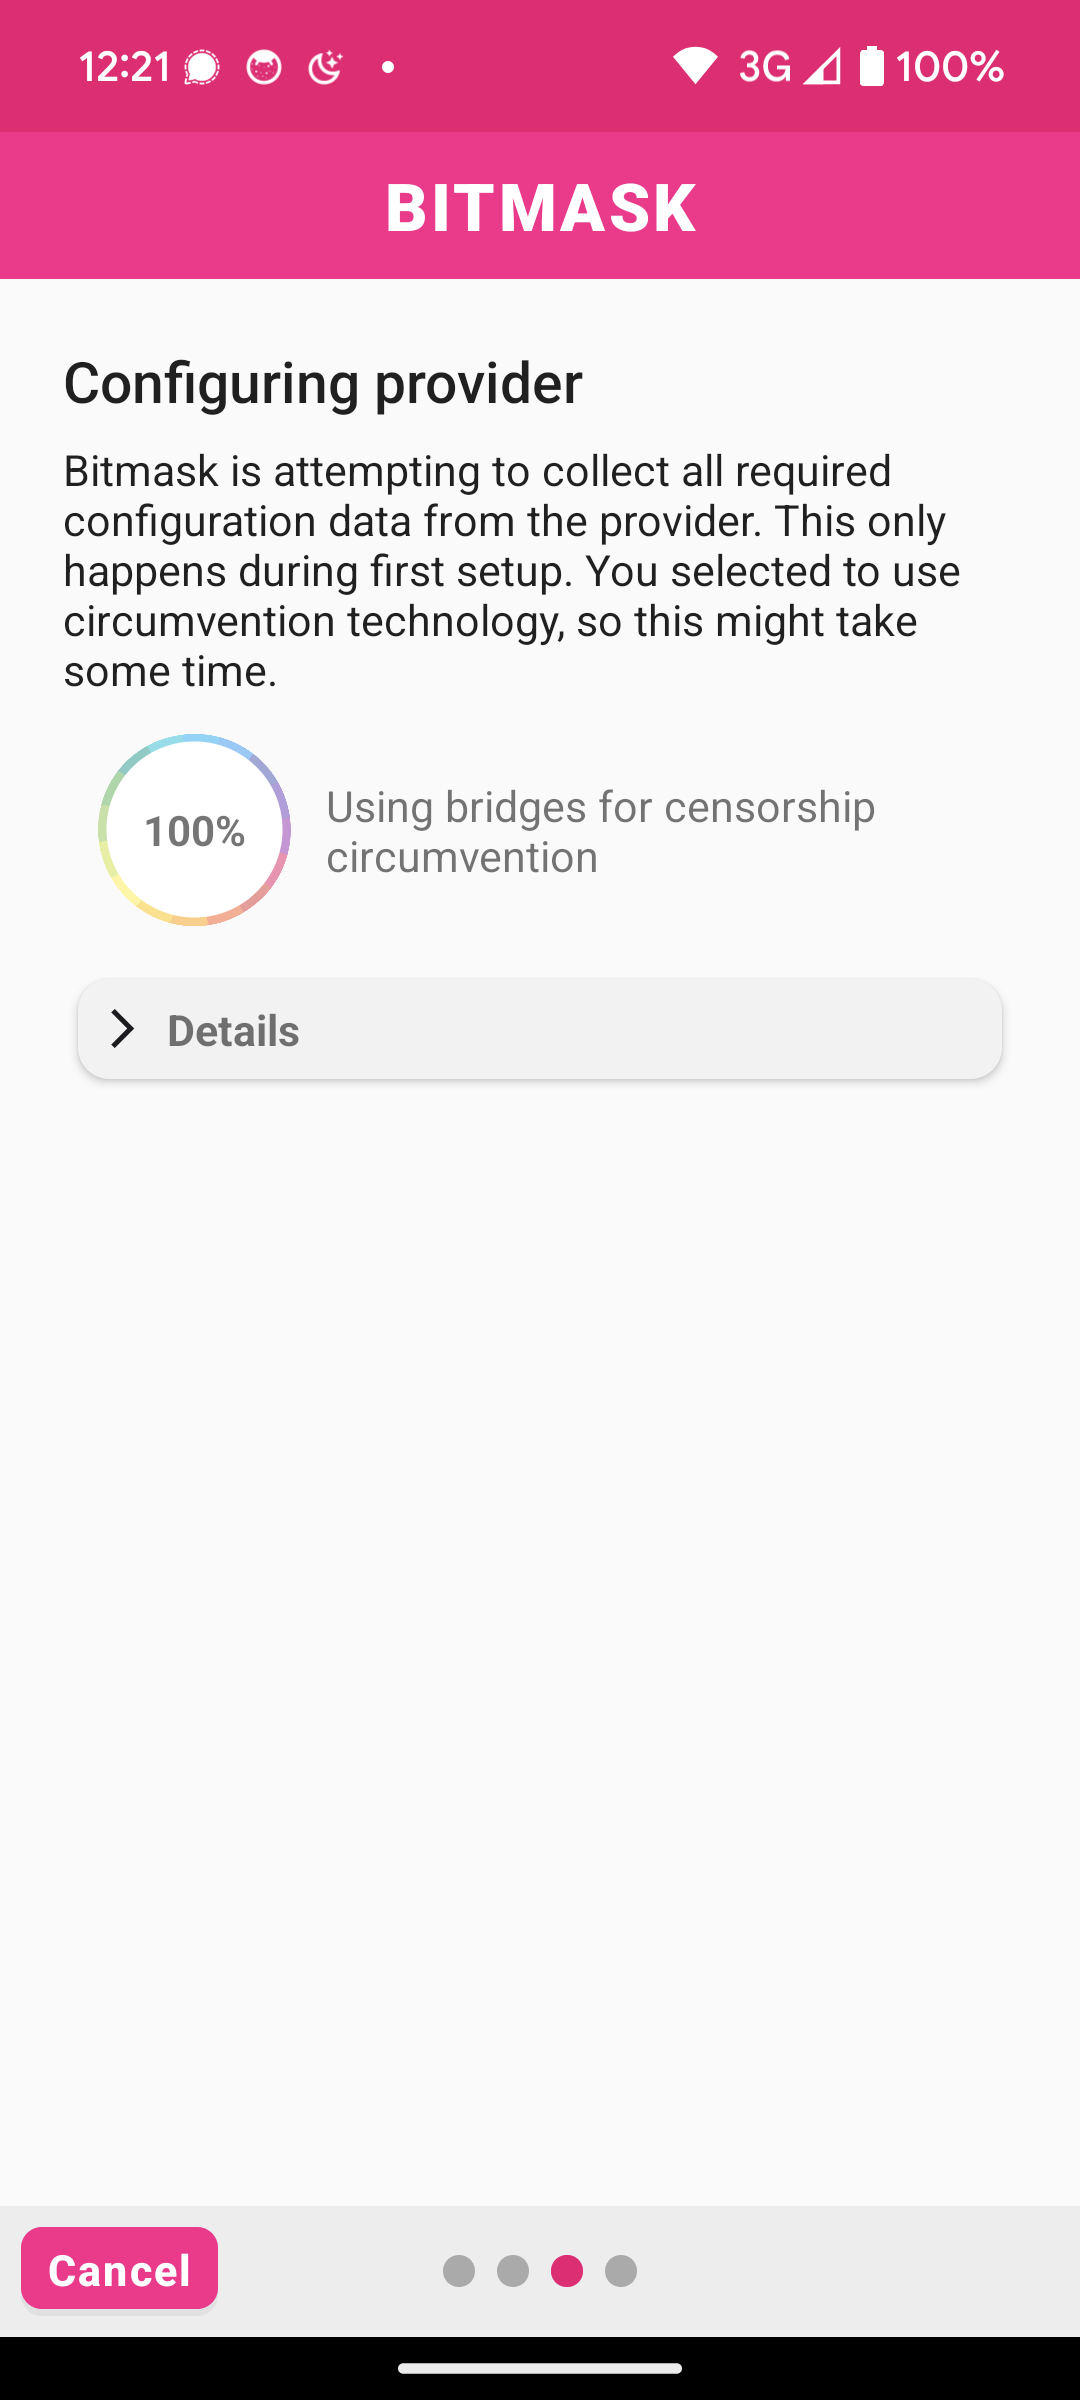 12:21
3G
100%
BITMASK
Configuring provider
Bitmask is attempting to collect all required
configuration data from the provider. This only
happens during first setup. You selected to use
circumvention technology, so this might take
some time.
100%
Using bridges for censorship
circumvention
Details
Cancel